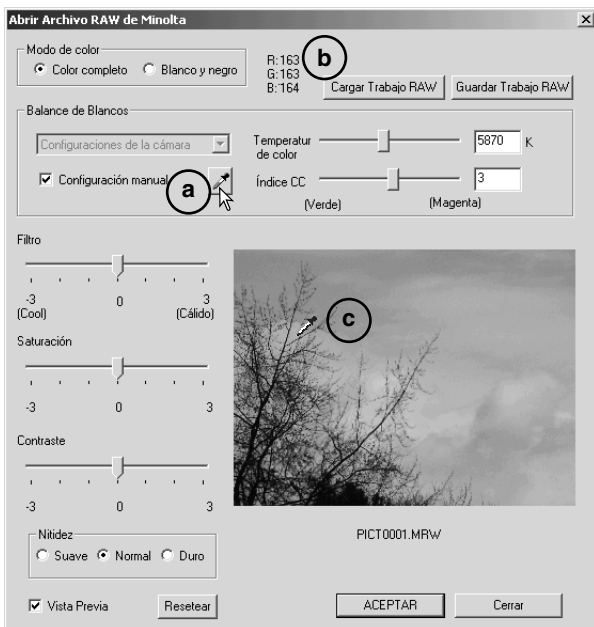 Abrir Archivo RAW de Minolta
Modo de color
Color completo
Blanco y negro
R:163
G:163
B:164
b
Cargar Trabajo RAW
Guardar Trabajo RAW
Balance de Blancos
Configuraciones de la cámara
Temperatur
de color
5870 K
Configuración manual
a
Índice CC
3
(Verde)
(Magenta)
Filtro
-3 0 3
(Cool) (Cálido)
Saturación
-3 0 3
Contraste
-3 0 3
c
PICT0001.MRW
Nitidez
Suave
Normal
Duro
Vista Previa
Resetear
ACEPTAR
Cerrar